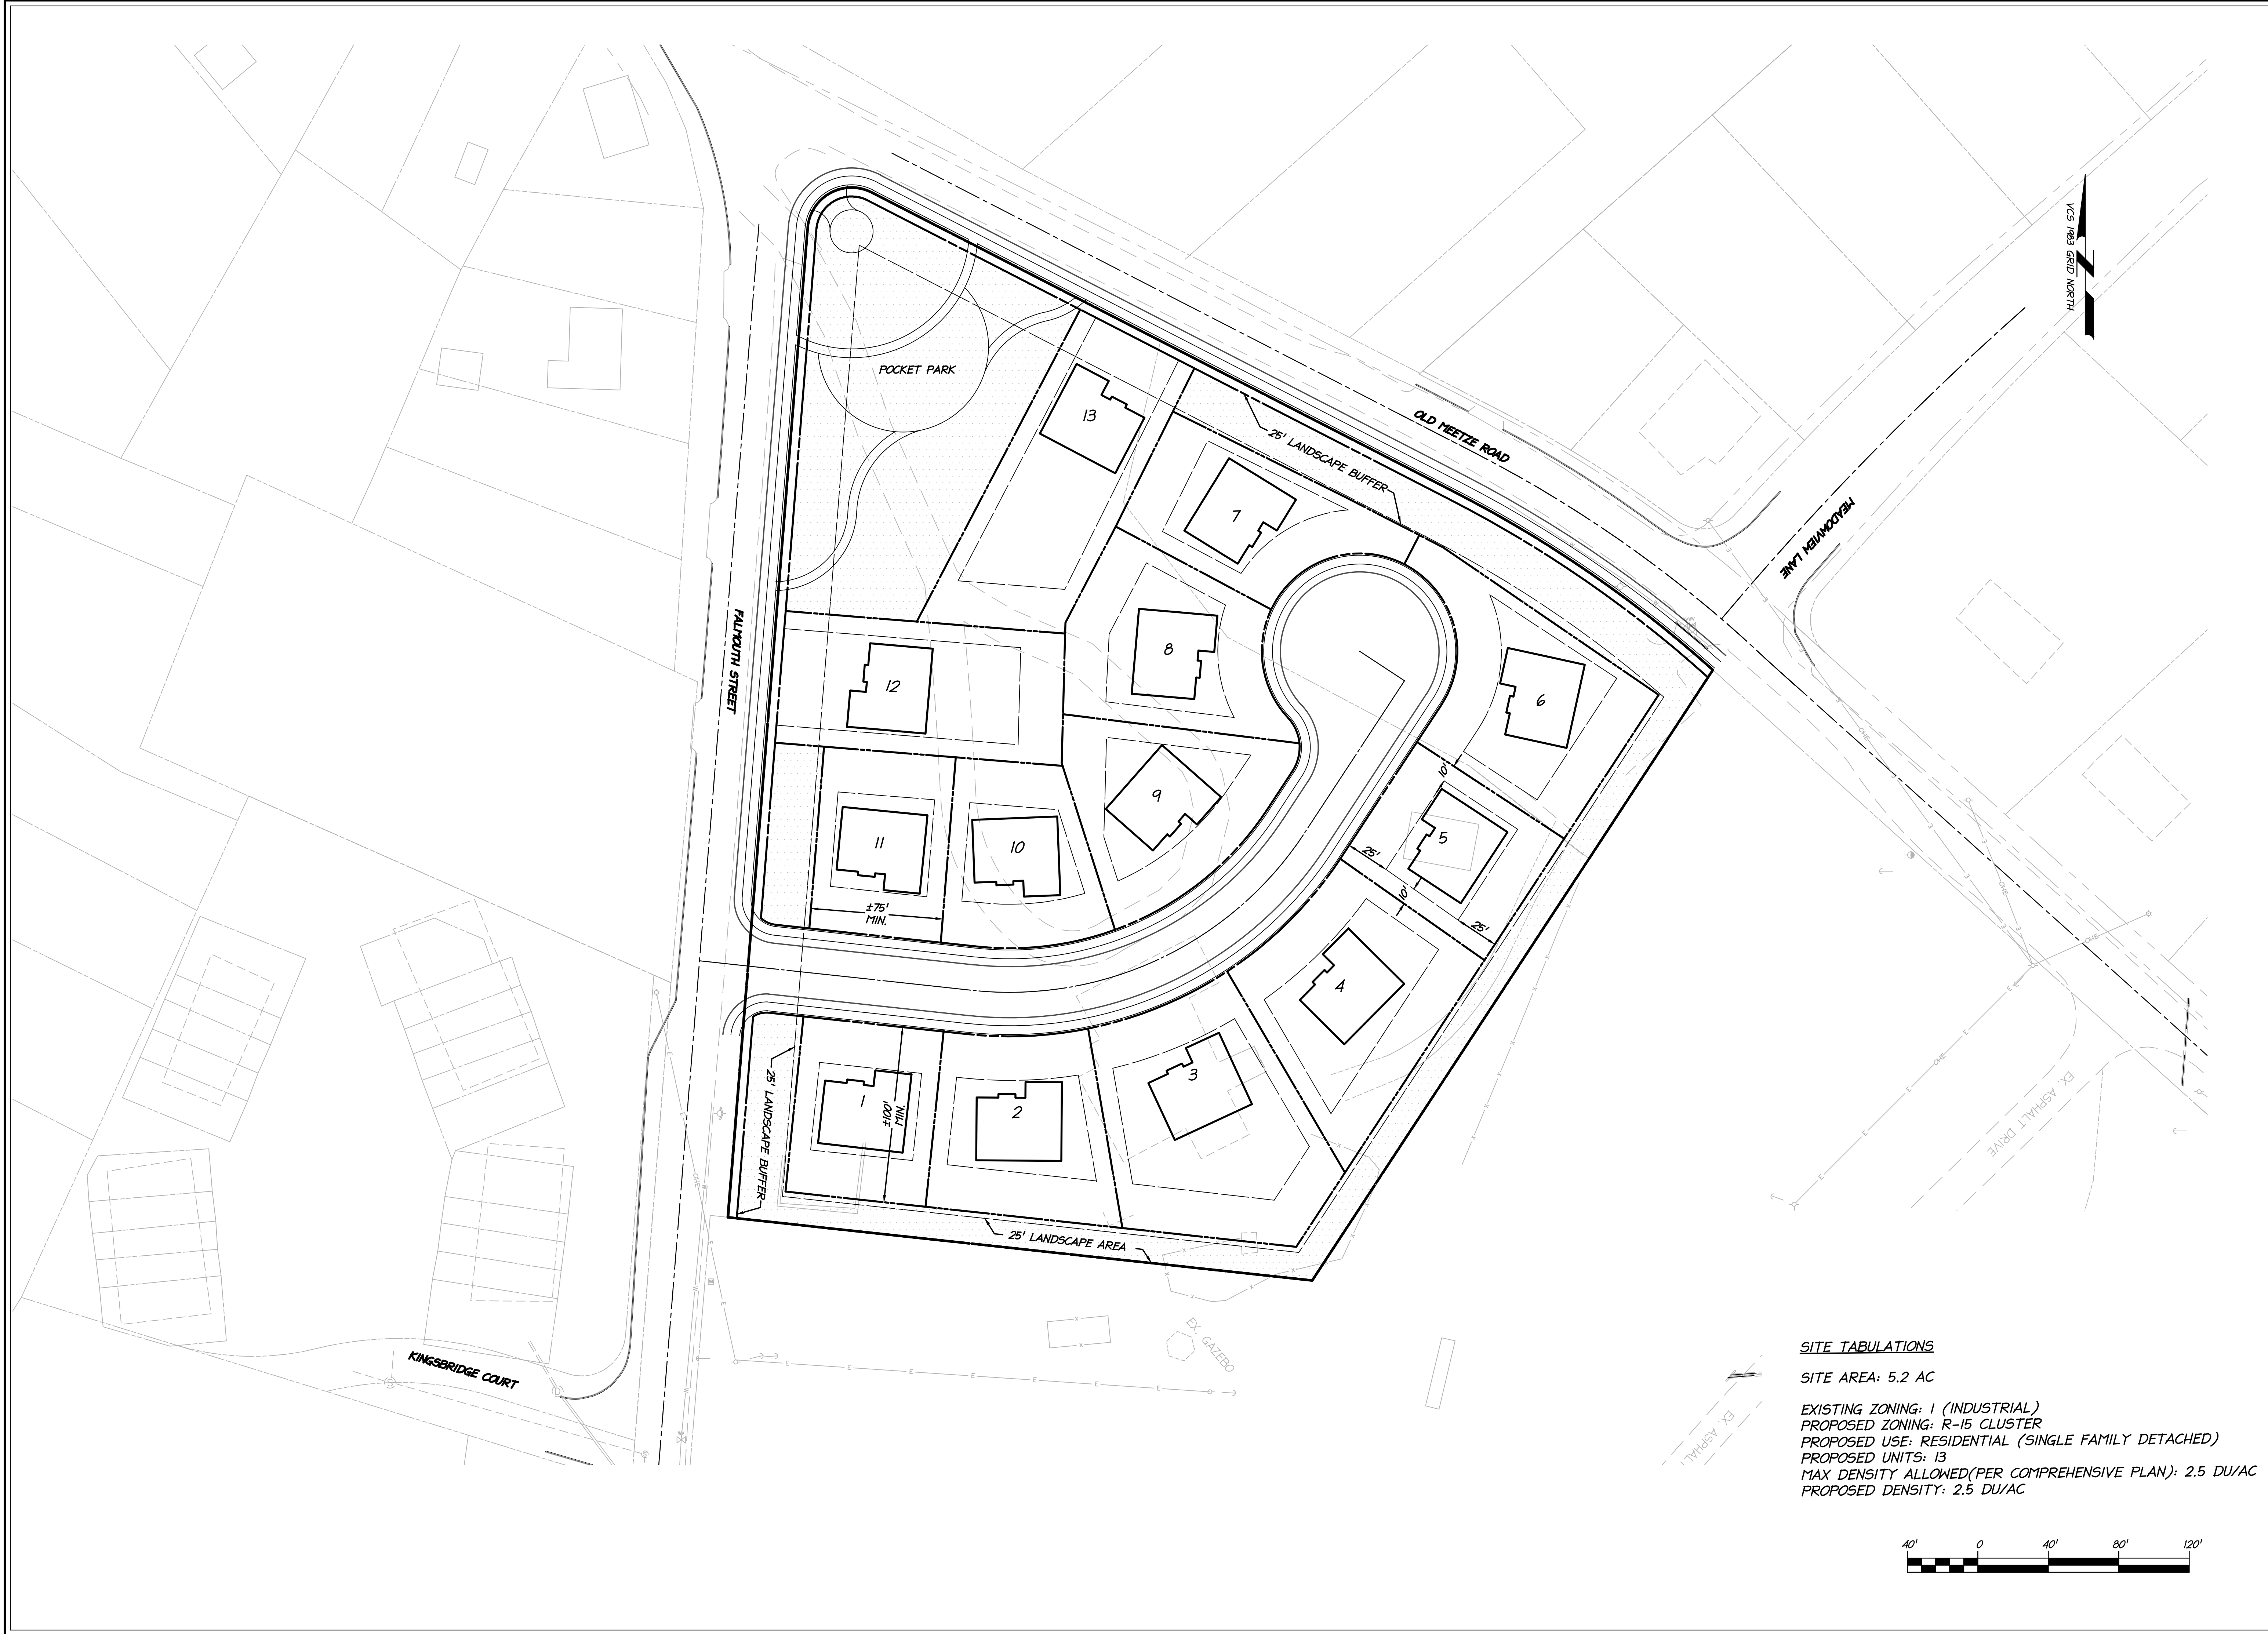 VCS 1983 GRID NORTH
POCKET PARK
13
OLD MEETZE ROAD
25' LANDSCAPE BUFFER
7
MEADOWVIEW LANE
FALMOUTH STREET
8
12
6
9
10'
5
11
10
25'
10'
±75'
MIN.
25'
4
OHE
OHE
OHE
OHE
1
±100'
MIN.
2
3
25' LANDSCAPE BUFFER
EX. ASPHALT DRIVE
25' LANDSCAPE AREA
EX. GAZEBO
KINGSBRIDGE COURT
EX. ASPHAL
SITE TABULATIONS
SITE AREA: 5.2 AC
EXISTING ZONING: I (INDUSTRIAL)
PROPOSED ZONING: R-15 CLUSTER
PROPOSED USE: RESIDENTIAL (SINGLE FAMILY DETACHED)
PROPOSED UNITS: 13
MAX DENSITY ALLOWED(PER COMPREHENSIVE PLAN): 2.5 DU/AC
PROPOSED DENSITY: 2.5 DU/AC
40' 0 40' 80' 120'